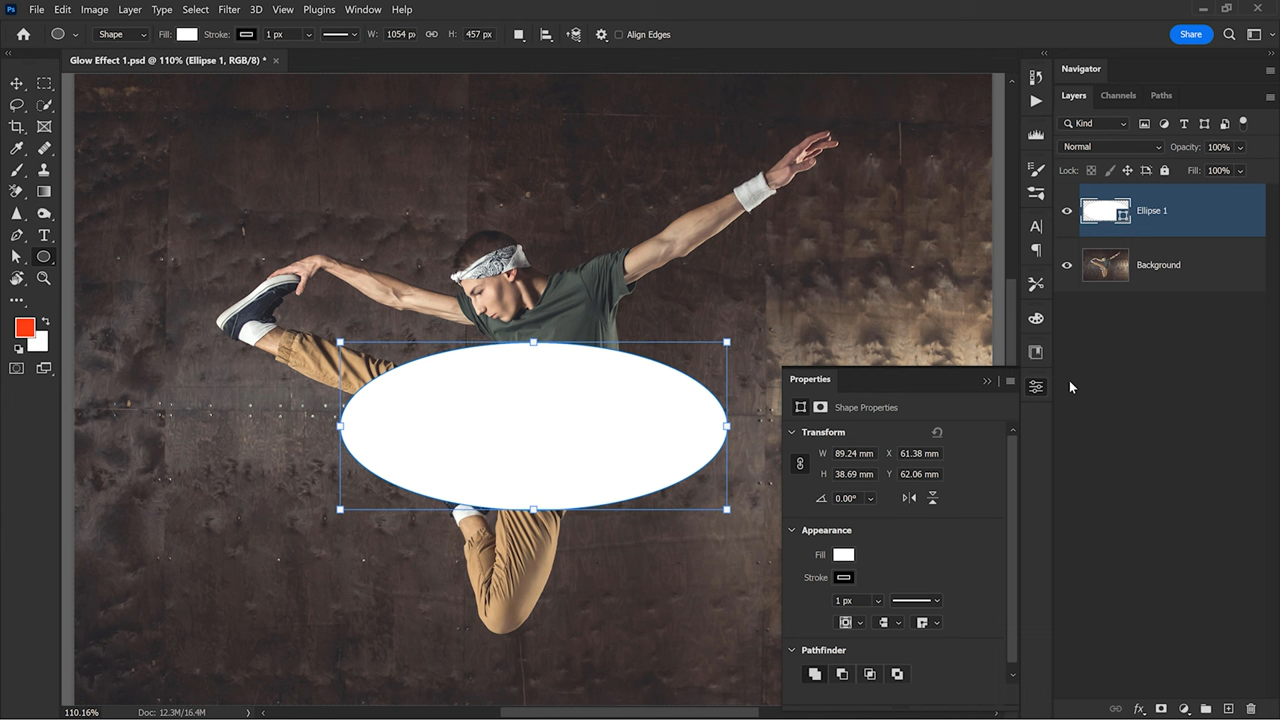 Ps File Edit Image Layer Type Select Filter 3D View Plugins Window Help
Shape Fill: Stroke: 1 px W: 1054 px H: 457 px Align Edges Share
Glow Effect 1.psd @ 110% (Ellipse 1, RGB/8) * ×
Navigator
Layers Channels Paths
Kind
Normal Opacity: 100%
Lock: Fill: 100%
Ellipse 1
Background
Properties
Shape Properties
Transform
W 89.24 mm X 61.38 mm
H 38.69 mm Y 62.06 mm
0.00°
Appearance
Fill
Stroke
1 px
Pathfinder
110.16% Doc: 12.3M/16.4M